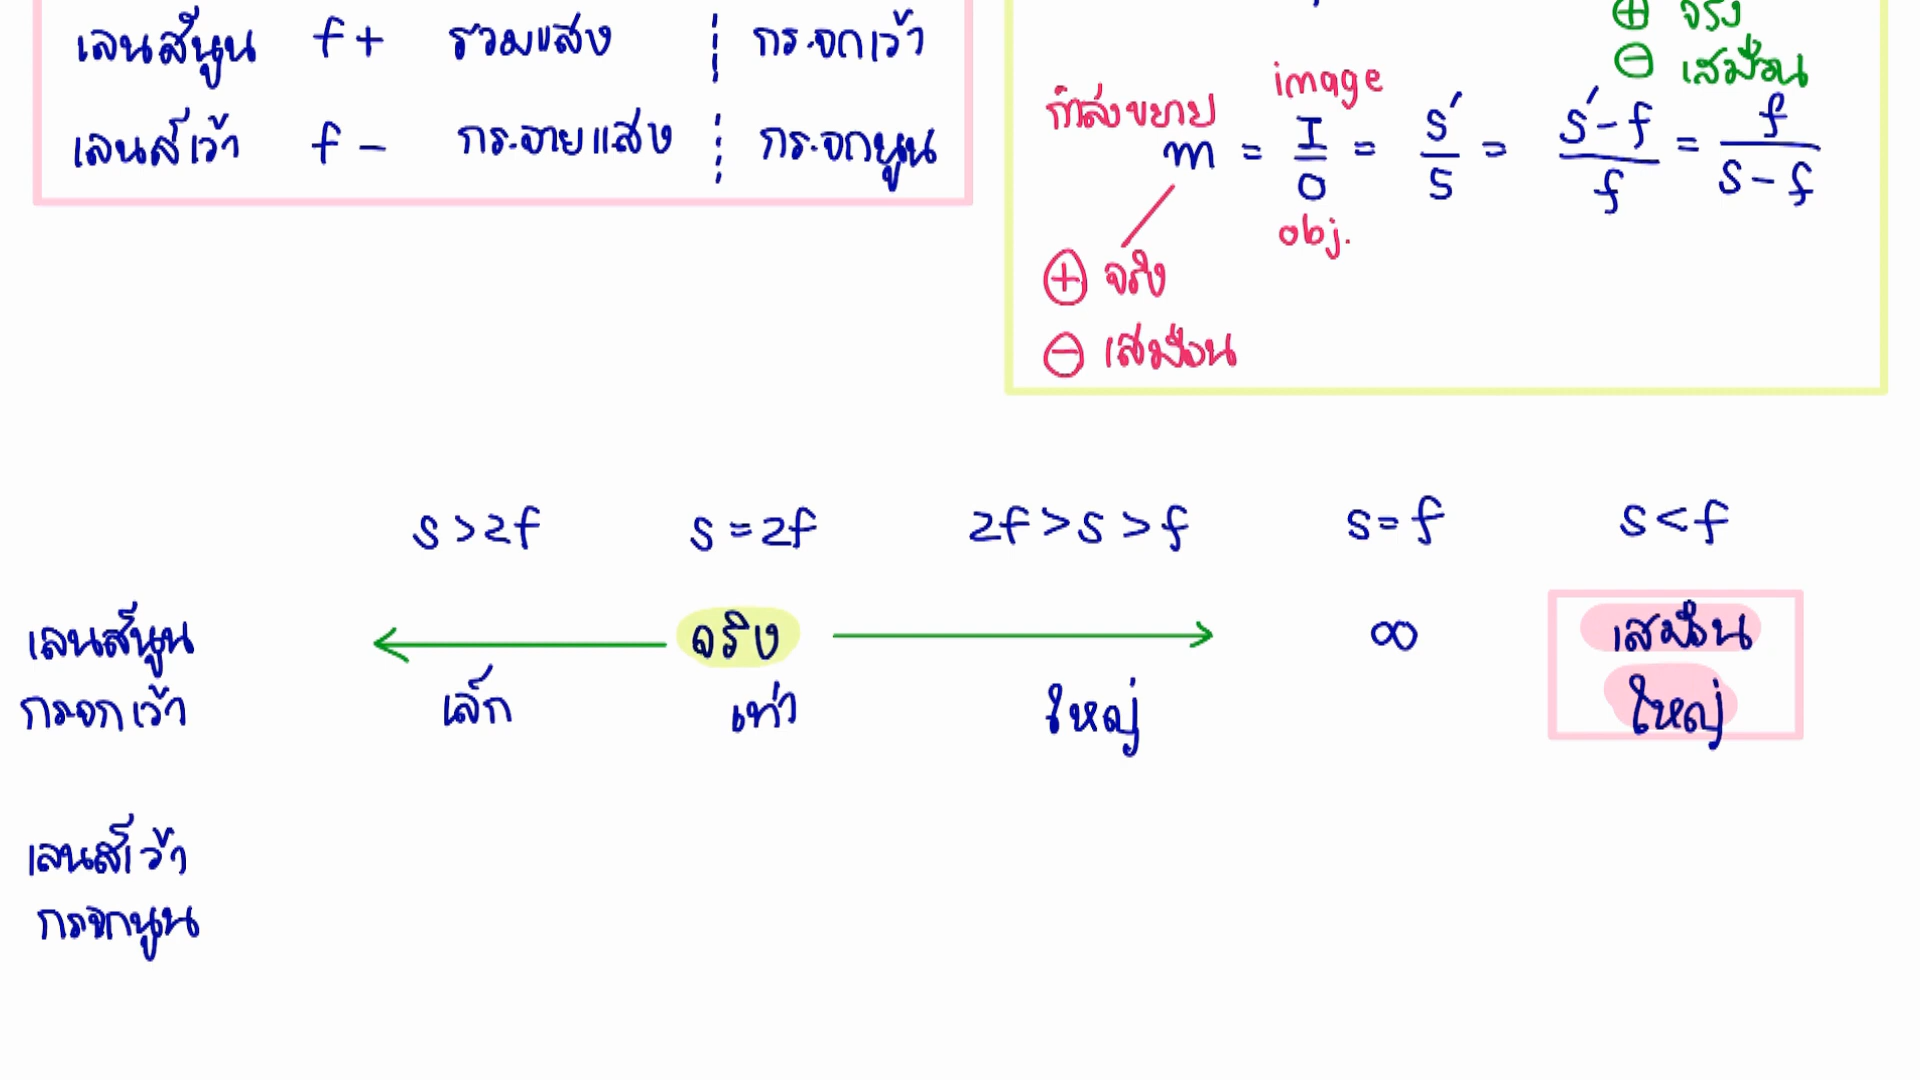 เลนส์นูน f + รวมแสง กระจกเว้า
เลนส์เว้า f - กระจายแสง กระจกนูน
⊕ จริง
⊖ เสมือน
กำลังขยาย image
m = I/O = s'/s = s'-f/f = f/s-f
obj.
⊕ จริง
⊖ เสมือน
s > 2f s = 2f 2f > s > f s = f s < f
เลนส์นูน จริง ∞ เสมือน
กระจกเว้า เล็ก เท่า ใหญ่ ใหญ่
เลนส์เว้า
กระจกนูน